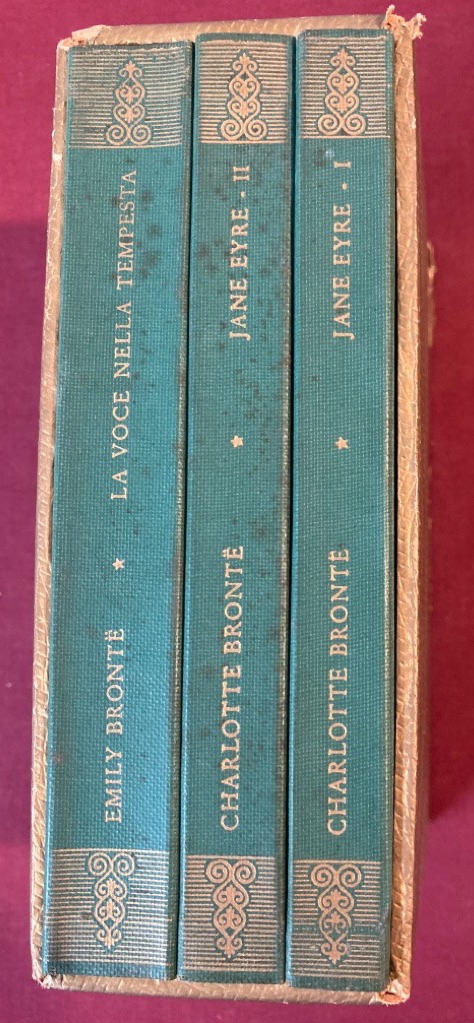 EMILY BRONTË * LA VOCE NELLA TEMPESTA
CHARLOTTE BRONTË * JANE EYRE - II
CHARLOTTE BRONTË * JANE EYRE - I